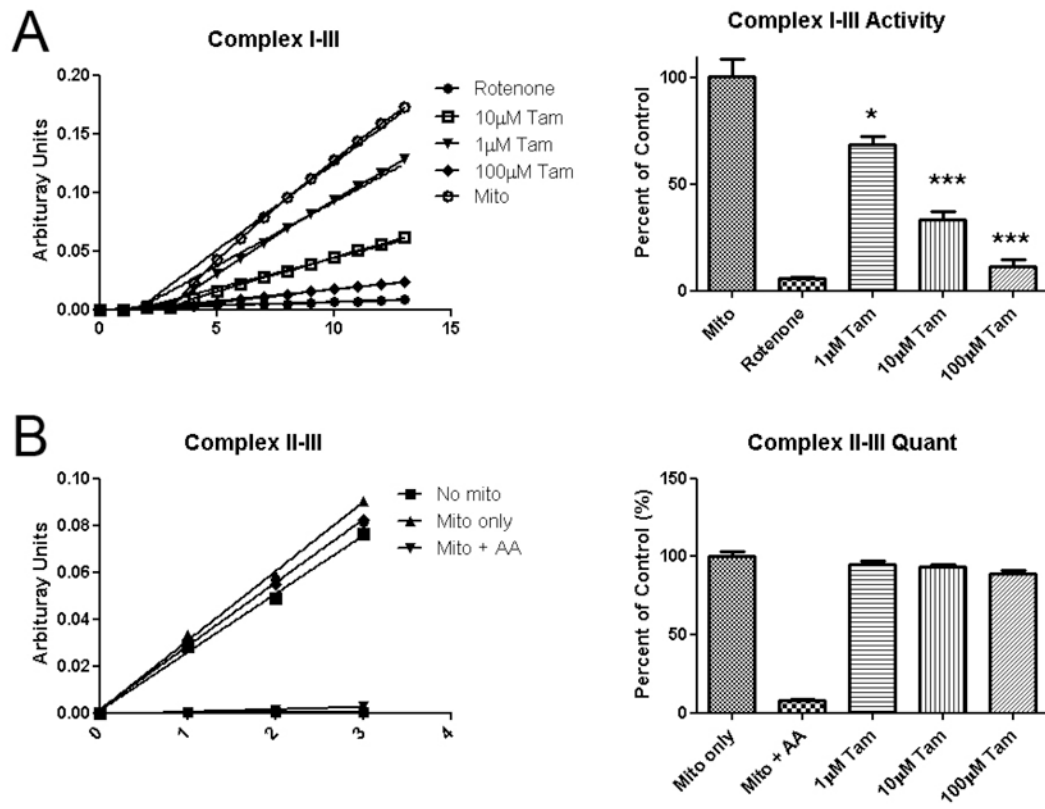 A
Complex I-III
Arbituray Units
0.20
0.15
0.10
0.05
0.00
0
5
10
15
Rotenone
10µM Tam
1µM Tam
100µM Tam
Mito
Complex I-III Activity
Percent of Control
100
50
0
*
***
***
Mito
Rotenone
1µM Tam
10µM Tam
100µM Tam
B
Complex II-III
Arbituray Units
0.10
0.08
0.06
0.04
0.02
0.00
0
1
2
3
4
No mito
Mito only
Mito + AA
Complex II-III Quant
Percent of Control (%)
150
100
50
0
Mito only
Mito + AA
1µM Tam
10µM Tam
100µM Tam